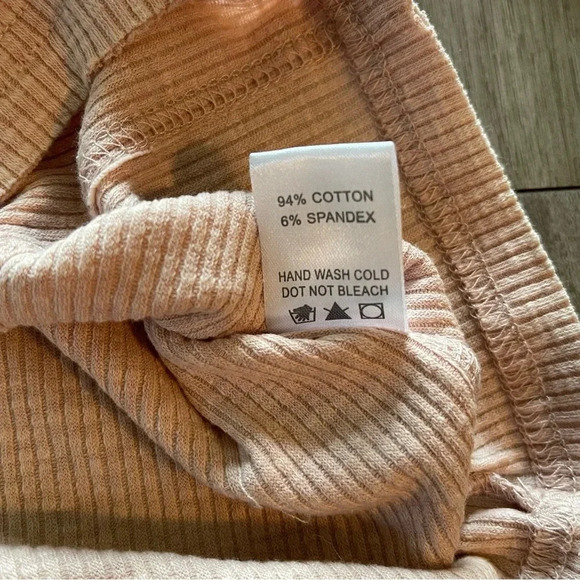 94% COTTON
6% SPANDEX
HAND WASH COLD
DOT NOT BLEACH